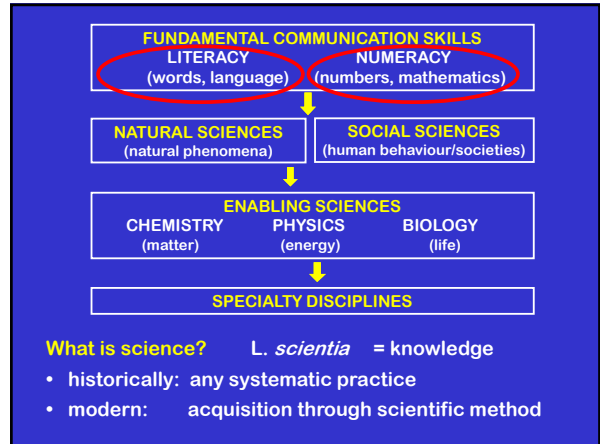 FUNDAMENTAL COMMUNICATION SKILLS
LITERACY NUMERACY
(words, language) (numbers, mathematics)
NATURAL SCIENCES
(natural phenomena)
SOCIAL SCIENCES
(human behaviour/societies)
ENABLING SCIENCES
CHEMISTRY PHYSICS BIOLOGY
(matter) (energy) (life)
SPECIALTY DISCIPLINES
What is science? L. scientia = knowledge
• historically: any systematic practice
• modern: acquisition through scientific method